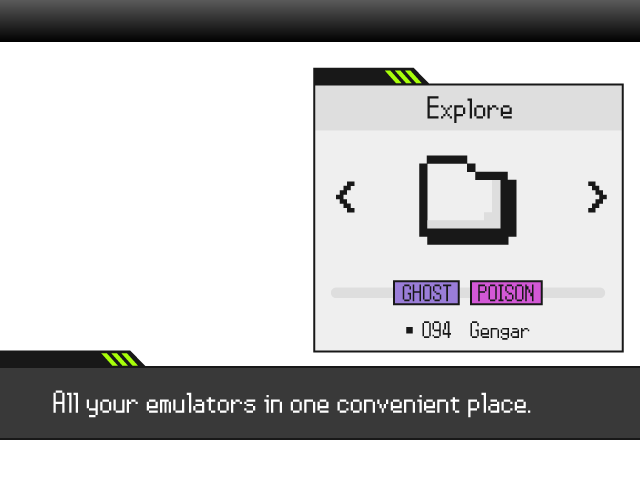 Explore
GHOST POISON
▪ 094 Gengar
All your emulators in one convenient place.